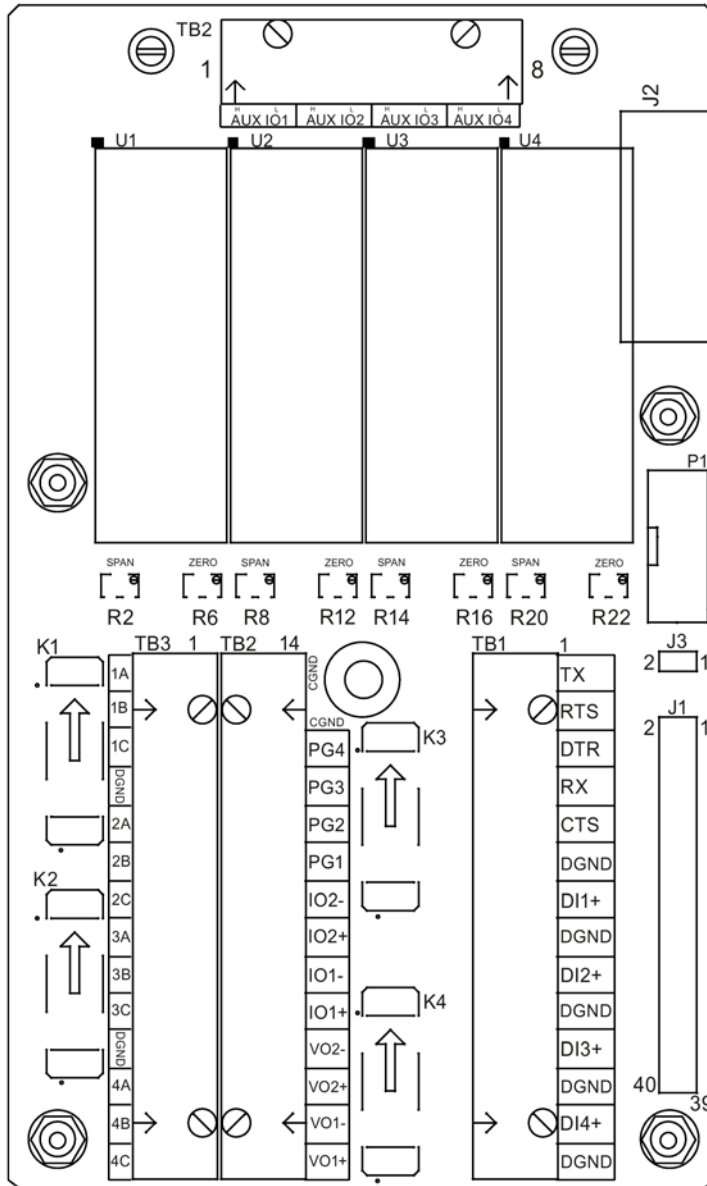 TB2
1 8
J2
H L H L H L H L
AUX IO1 AUX IO2 AUX IO3 AUX IO4
U1 U2 U3 U4
P1
SPAN ZERO SPAN ZERO SPAN ZERO SPAN ZERO
R2 R6 R8 R12 R14 R16 R20 R22
K1 TB3 1 TB2 14 TB1 1 J3
2 1
1A CGND TX
1B RTS
J1
2 1
CGND
1C PG4 K3 DTR
DGND PG3 RX
2A PG2 CTS
2B PG1 DGND
K2
2C IO2- DI1+
3A IO2+ DGND
3B IO1- DI2+
3C IO1+ K4 DGND
DGND VO2- DI3+
4A VO2+ DGND
40 39
4B VO1- DI4+
4C VO1+ DGND